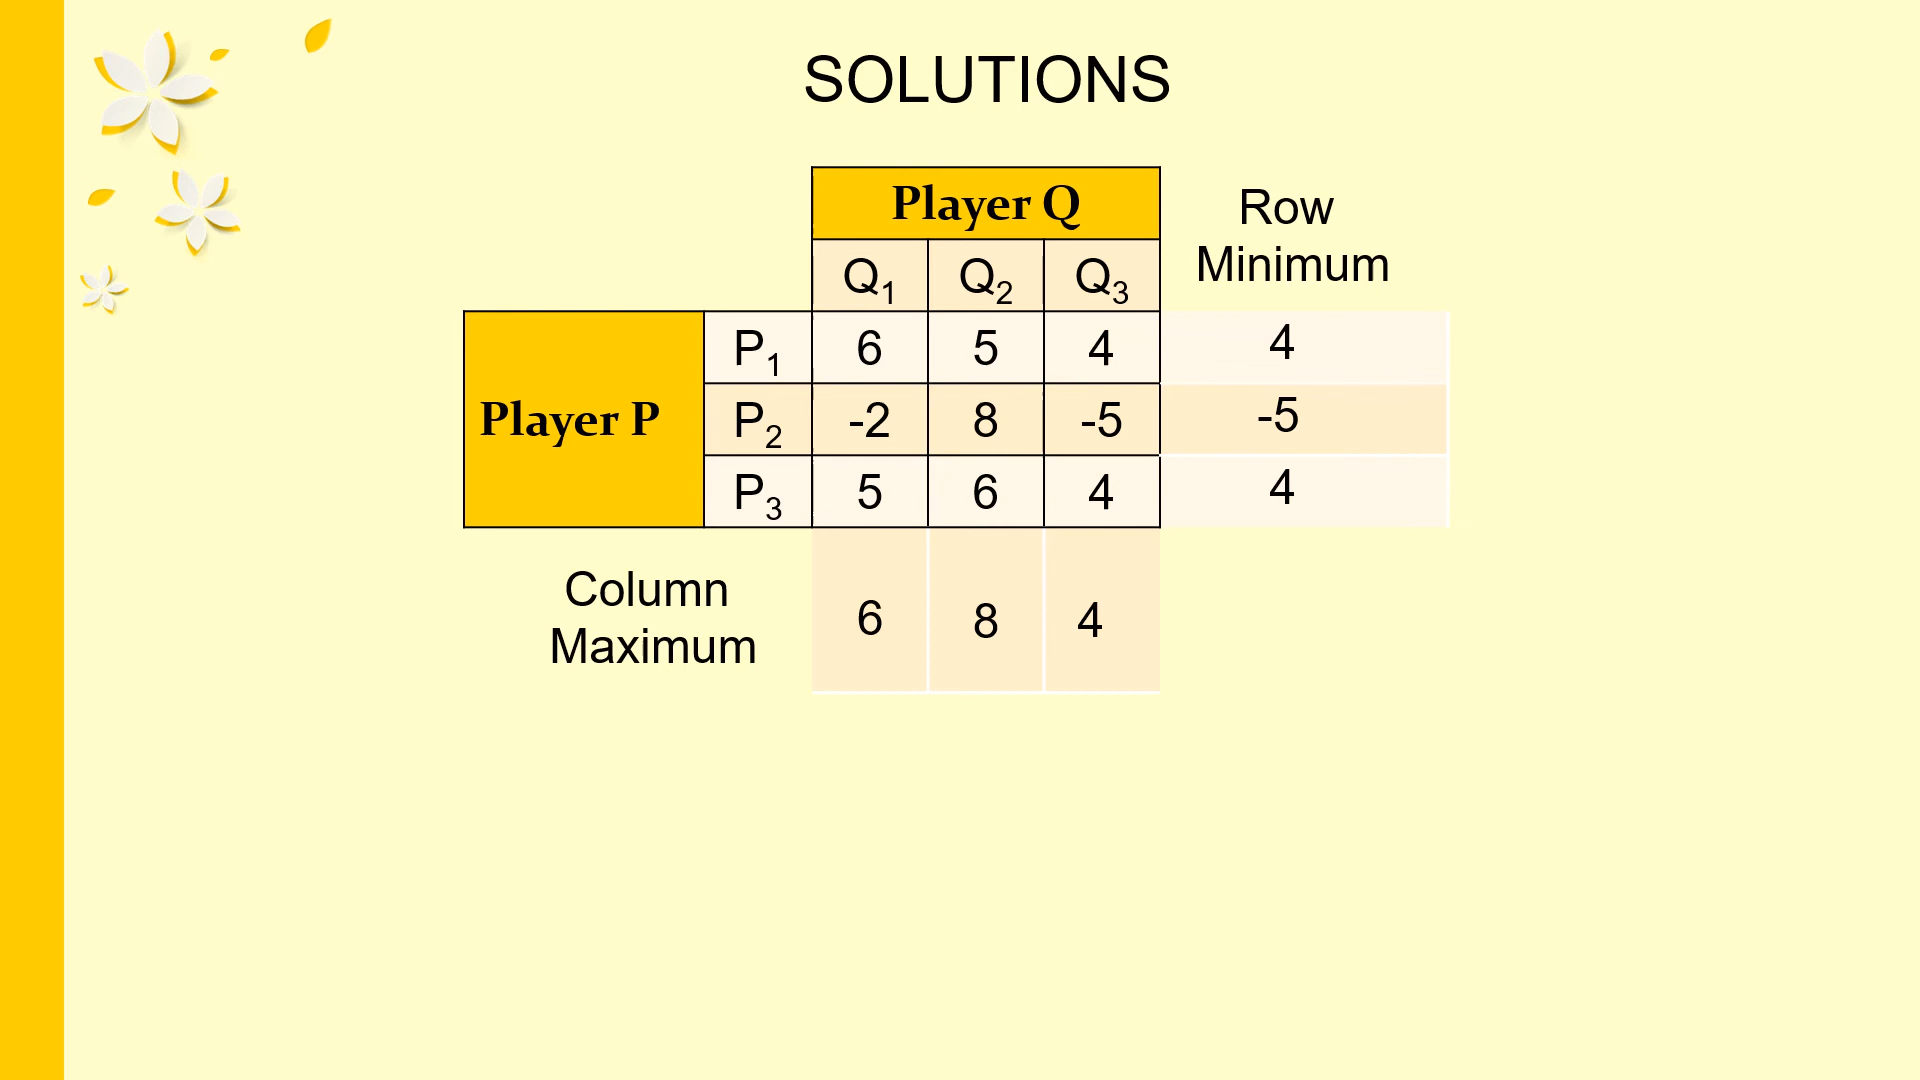 SOLUTIONS
Player Q
Row
Minimum
Q1 Q2 Q3
Player P
P1 6 5 4 4
P2 -2 8 -5 -5
P3 5 6 4 4
Column
Maximum
6 8 4